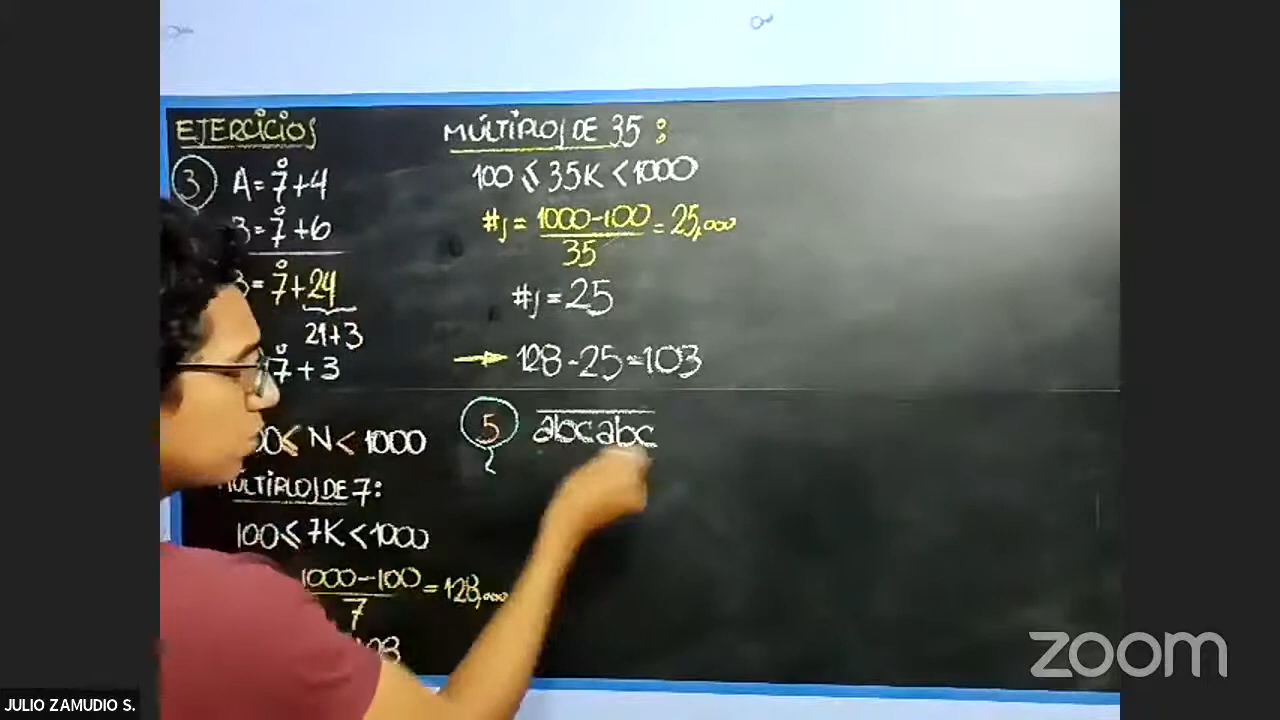 EJERCICIOS
3 A = 7̊ + 4
B = 7̊ + 6
B = 7̊ + 24
21 + 3
7̊ + 3
≤ N < 1000
MÚLTIPLOS DE 7:
100 ≤ 7K < 1000
1000 - 100 / 7 = 128,...
MÚLTIPLOS DE 35:
100 ≤ 35K < 1000
#s = 1000 - 100 / 35 = 25,...
#s = 25
→ 128 - 25 = 103
5 abcabc
zoom
JULIO ZAMUDIO S.